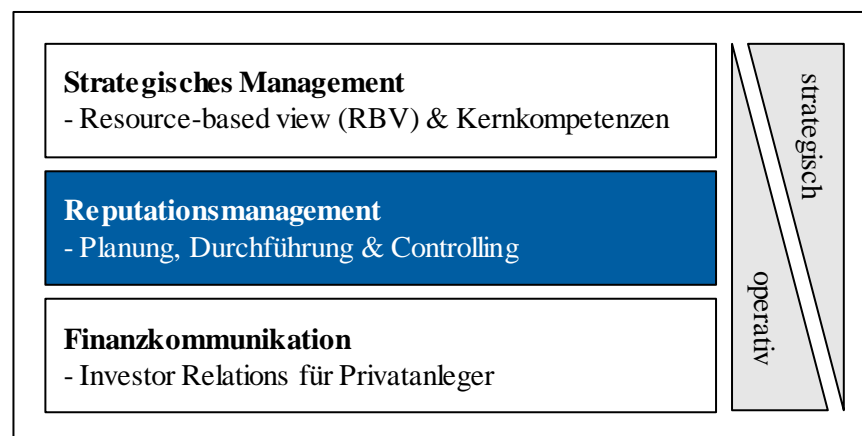 Strategisches Management
- Resource-based view (RBV) & Kernkompetenzen
Reputationsmanagement
- Planung, Durchführung & Controlling
Finanzkommunikation
- Investor Relations für Privatanleger
strategisch
operativ